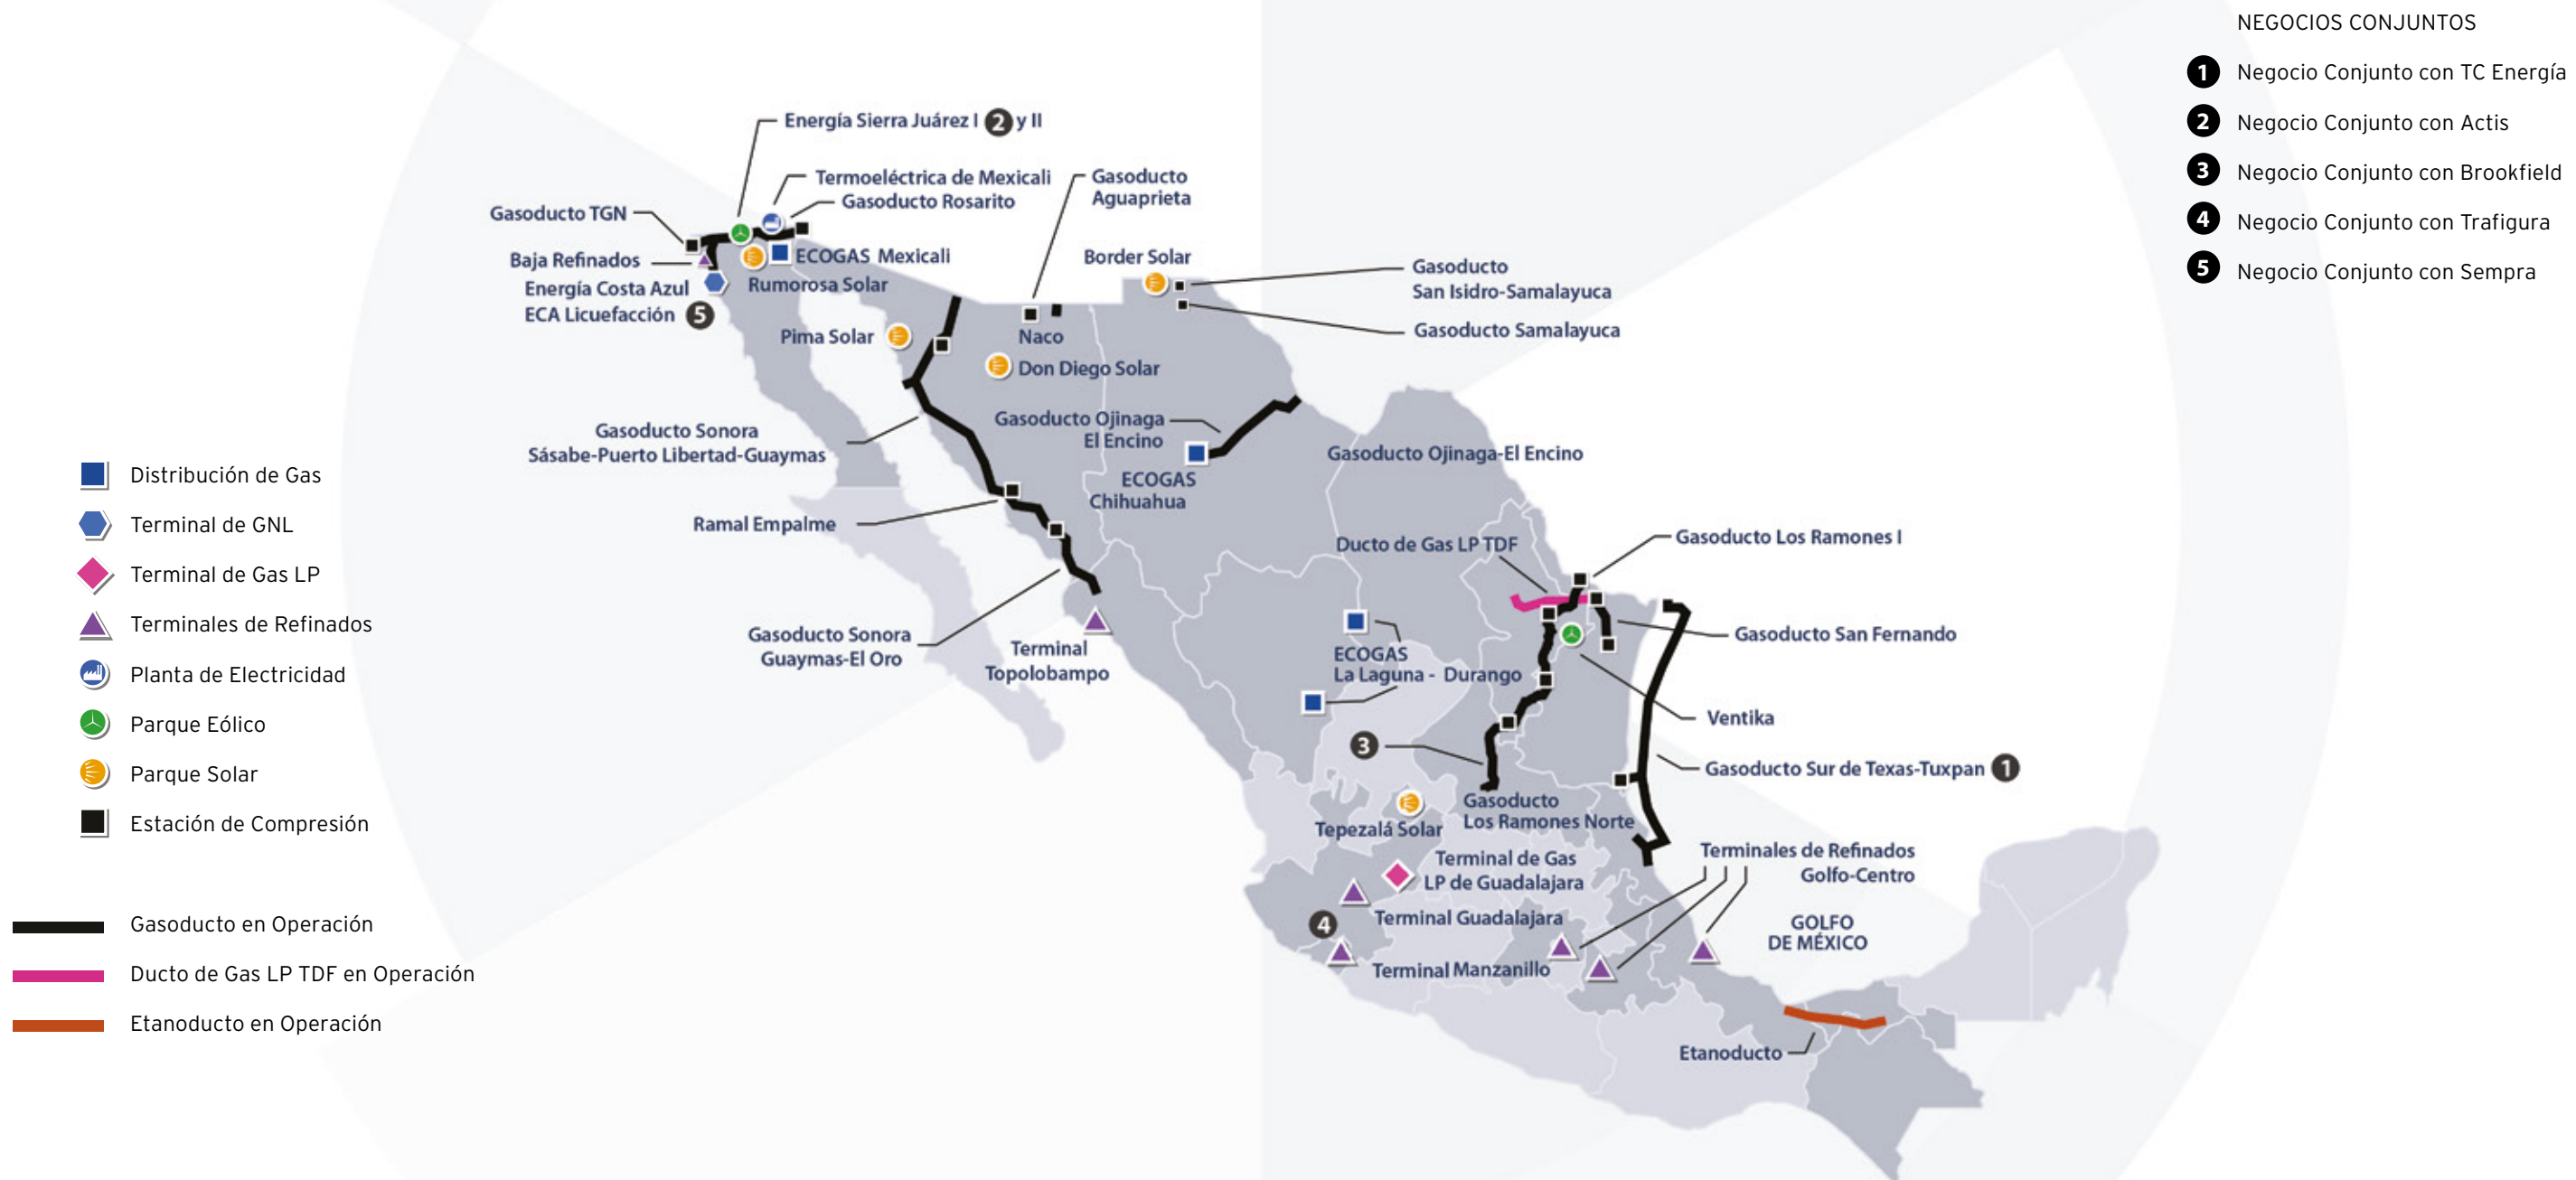 NEGOCIOS CONJUNTOS
1 Negocio Conjunto con TC Energía
2 Negocio Conjunto con Actis
3 Negocio Conjunto con Brookfield
4 Negocio Conjunto con Trafigura
5 Negocio Conjunto con Sempra
Energía Sierra Juárez I 2 y II
Termoeléctrica de Mexicali
Gasoducto Rosarito
Gasoducto
Aguaprieta
Gasoducto TGN
Baja Refinados
ECOGAS Mexicali
Energía Costa Azul
ECA Licuefacción 5
Rumorosa Solar
Border Solar
Gasoducto
San Isidro-Samalayuca
Gasoducto Samalayuca
Pima Solar
Naco
Don Diego Solar
Gasoducto Sonora
Sásabe-Puerto Libertad-Guaymas
Gasoducto Ojinaga
El Encino
Gasoducto Ojinaga-El Encino
ECOGAS
Chihuahua
Ramal Empalme
Ducto de Gas LP TDF
Gasoducto Los Ramones I
Gasoducto Sonora
Guaymas-El Oro
Terminal
Topolobampo
ECOGAS
La Laguna - Durango
Gasoducto San Fernando
Ventika
3
Gasoducto Sur de Texas-Tuxpan 1
Gasoducto
Los Ramones Norte
Tepezalá Solar
Terminal de Gas
LP de Guadalajara
Terminales de Refinados
Golfo-Centro
4
Terminal Guadalajara
Terminal Manzanillo
GOLFO
DE MÉXICO
Etanoducto
Distribución de Gas
Terminal de GNL
Terminal de Gas LP
Terminales de Refinados
Planta de Electricidad
Parque Eólico
Parque Solar
Estación de Compresión
Gasoducto en Operación
Ducto de Gas LP TDF en Operación
Etanoducto en Operación